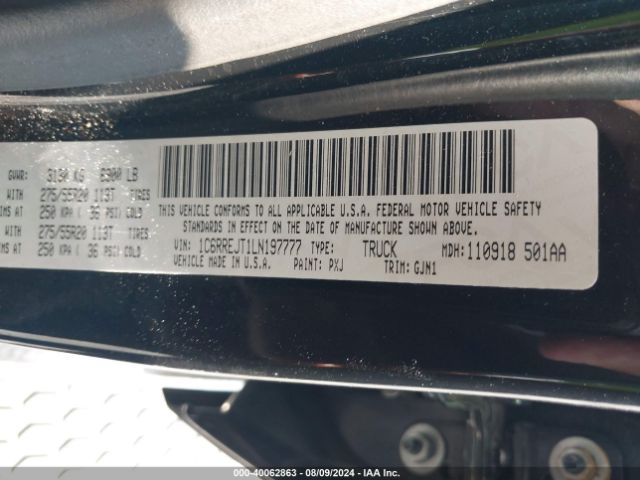 GVWR: 3130 KG 6900 LB
WITH 275/55R20 113T TIRES
IMS AT 250 KPA ( 36 PSI) COLD
WITH 275/55R20 113T TIRES
IMS AT 250 KPA ( 36 PSI) COLD
THIS VEHICLE CONFORMS TO ALL APPLICABLE U.S.A. FEDERAL MOTOR VEHICLE SAFETY
STANDARDS IN EFFECT ON THE DATE OF MANUFACTURE SHOWN ABOVE.
VIN: 1C6RREJT1LN197777 TYPE: TRUCK MDH: 110918 501AA
VEHICLE MADE IN U.S.A. PAINT: PXJ TRIM: GJN1
000-40062863 - 08/09/2024 - IAA Inc.